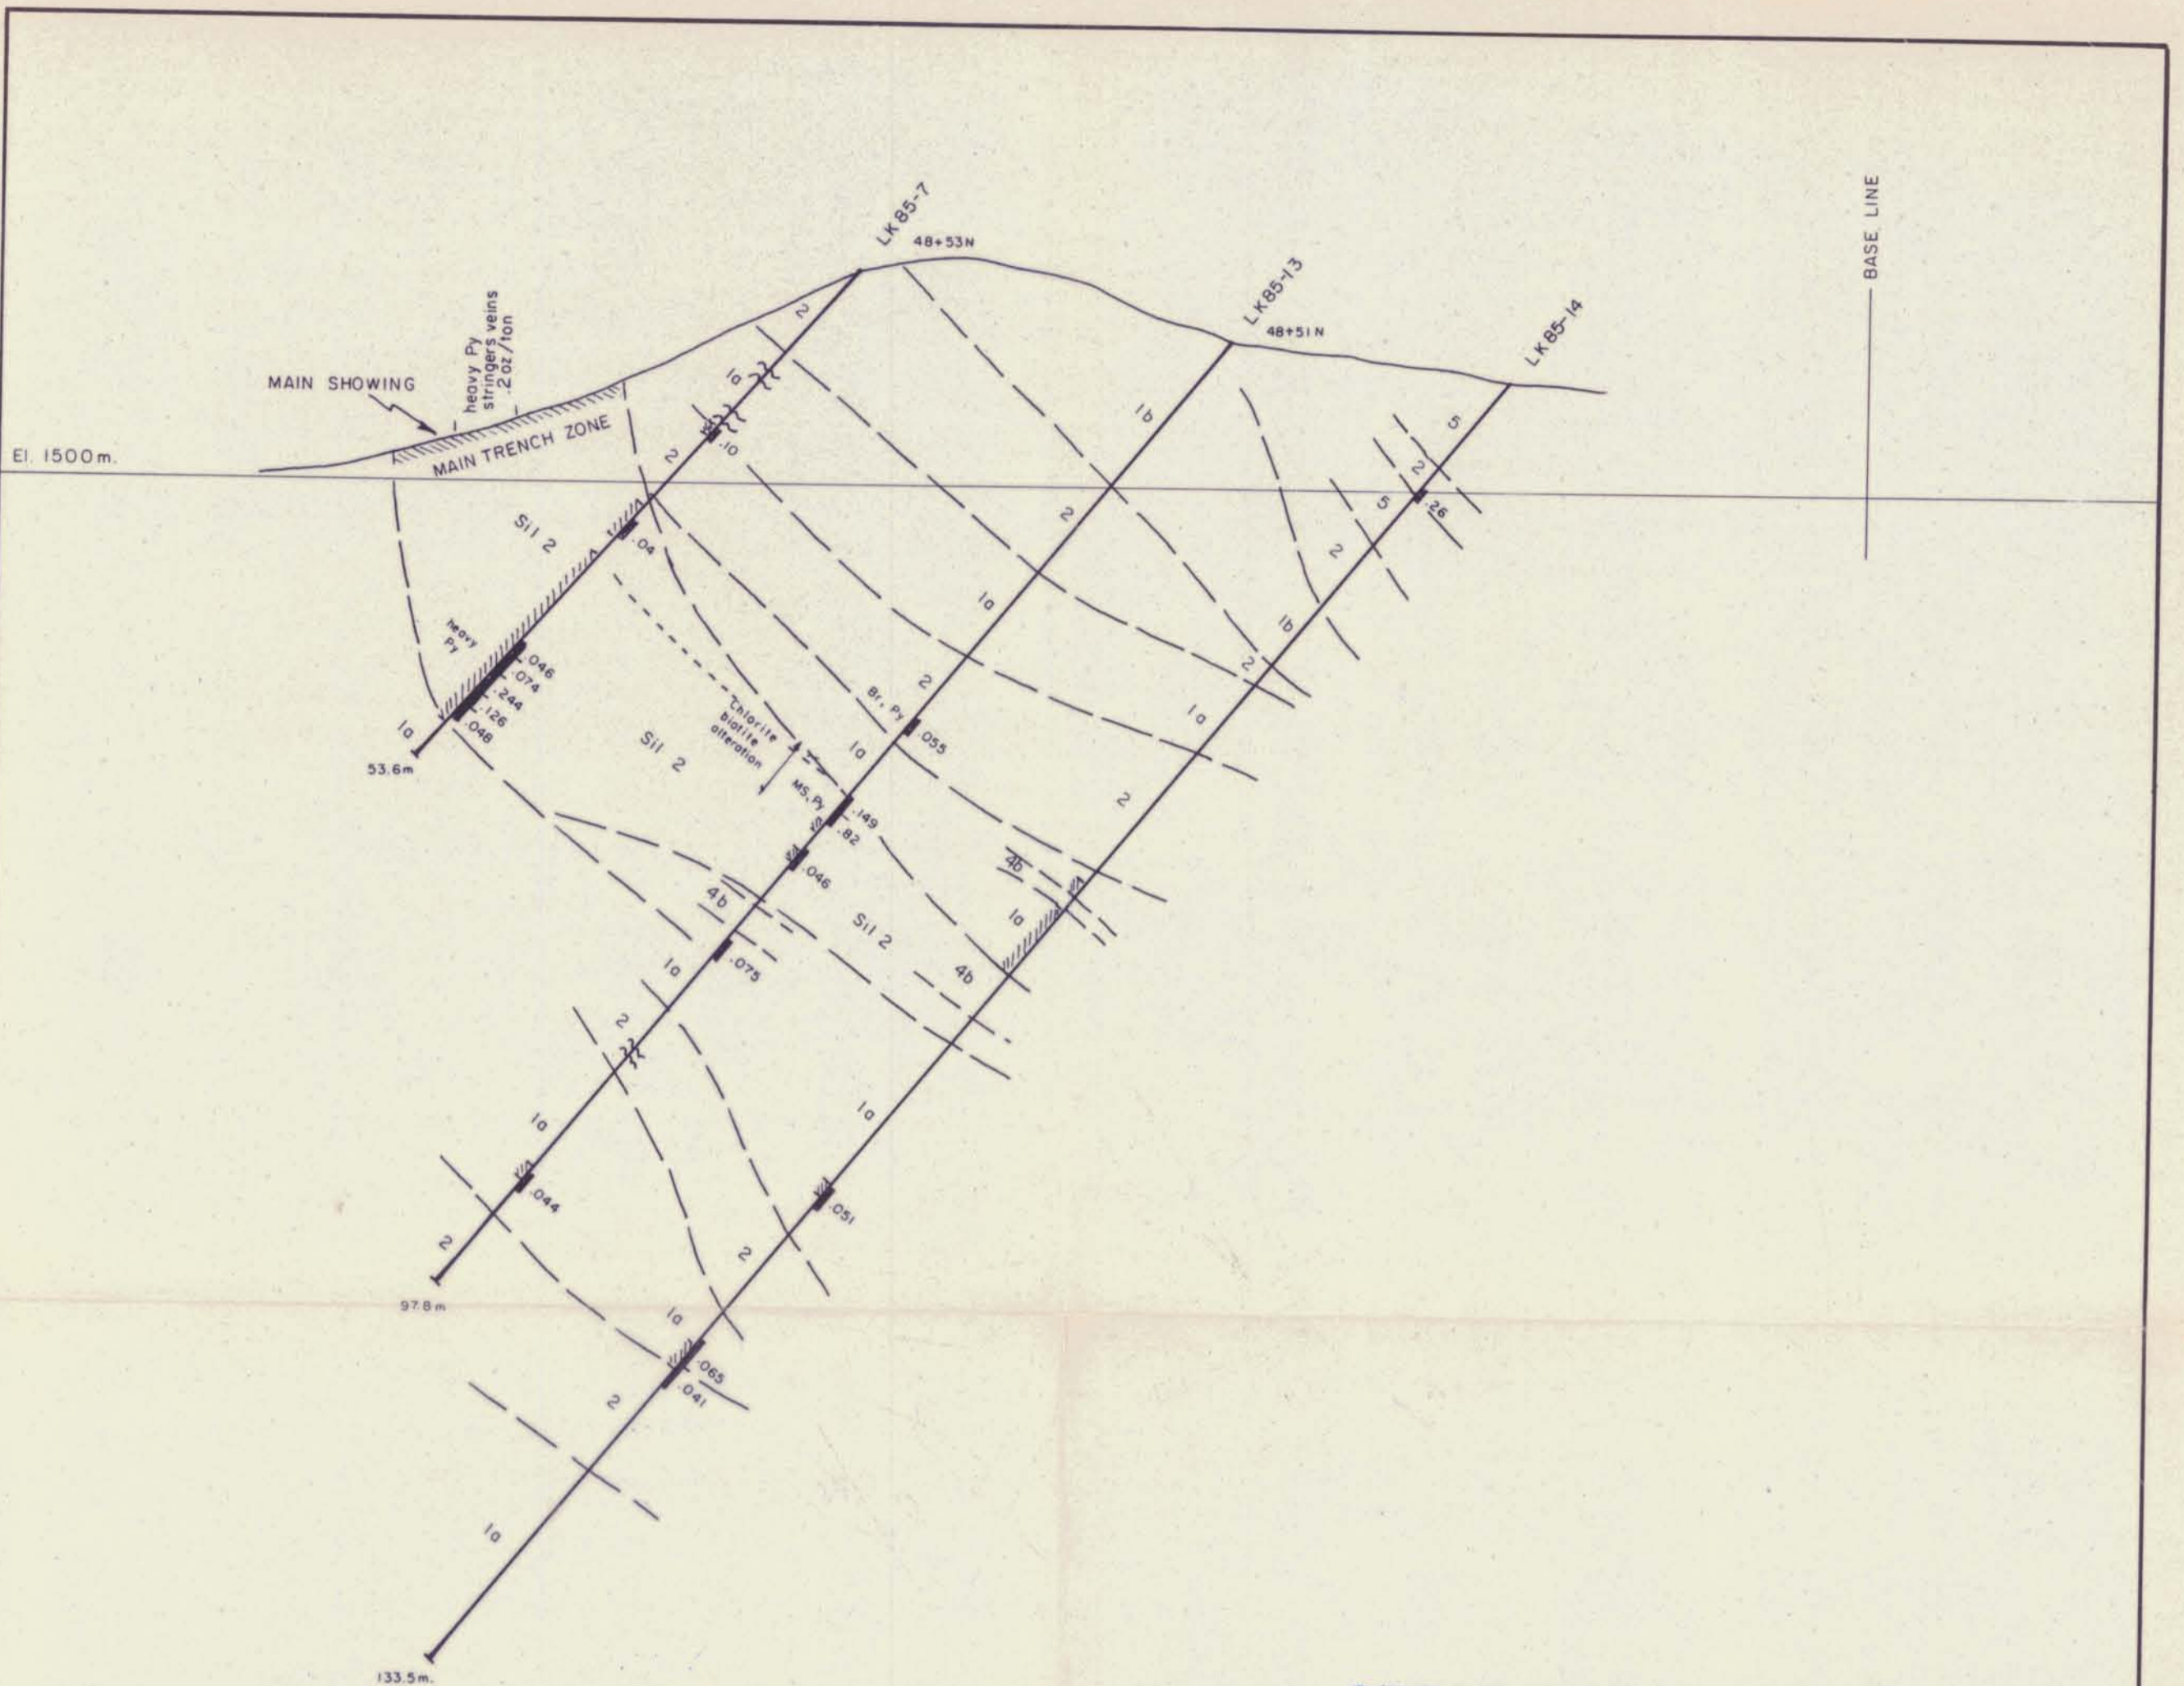 LK 85-7
48+53N
LK85-13
48+51N
LK85-14
BASE LINE
heavy Py
stringers veins
.2 oz/ton
MAIN SHOWING
MAIN TRENCH ZONE
El. 1500m.
2
1a
.10
2
Sil 2
.04
heavy
Py
.046
.074
.244
.126
.048
1a
53.6m
1b
2
1a
2
Br, Py
.055
1a
Chlorite
biotite
alteration
MS, Py
.149
.82
.046
Sil 2
Sil 2
4b
.075
1a
2
1a
.044
2
97.8m
5
2
.26
5
2
1b
2
1a
2
4b
1a
4b
1a
.051
2
1a
.065
.041
2
1a
133.5m.